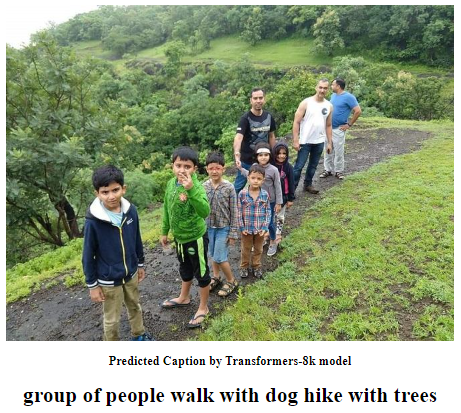 Predicted Caption by Transformers-8k model
group of people walk with dog hike with trees